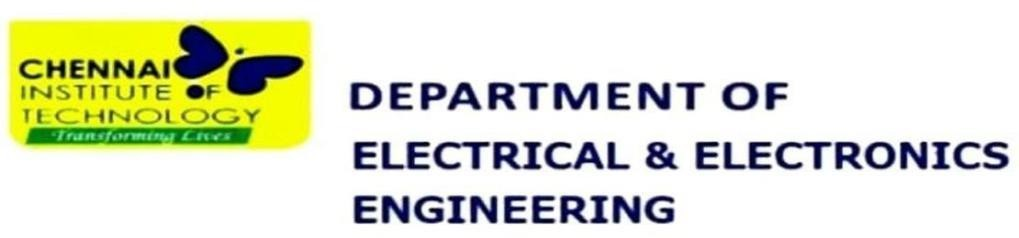 CHENNAI
INSTITUTE OF
TECHNOLOGY
Transforming Lives
DEPARTMENT OF
ELECTRICAL & ELECTRONICS
ENGINEERING